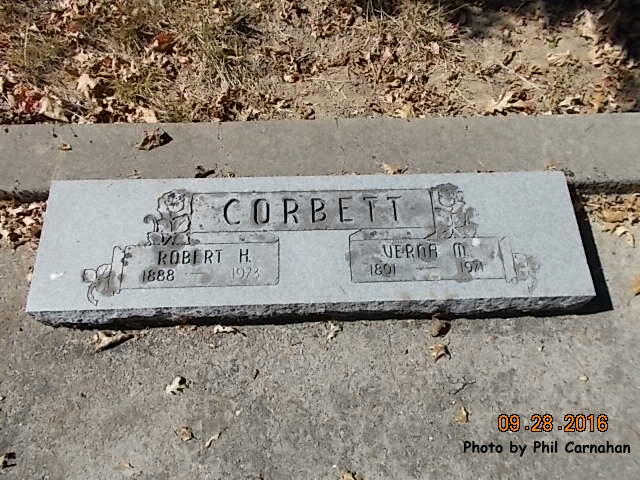 CORBETT
ROBERT H.
1888 — 1973
VERNA M.
1891 — 1971
09.28.2016
Photo by Phil Carnahan